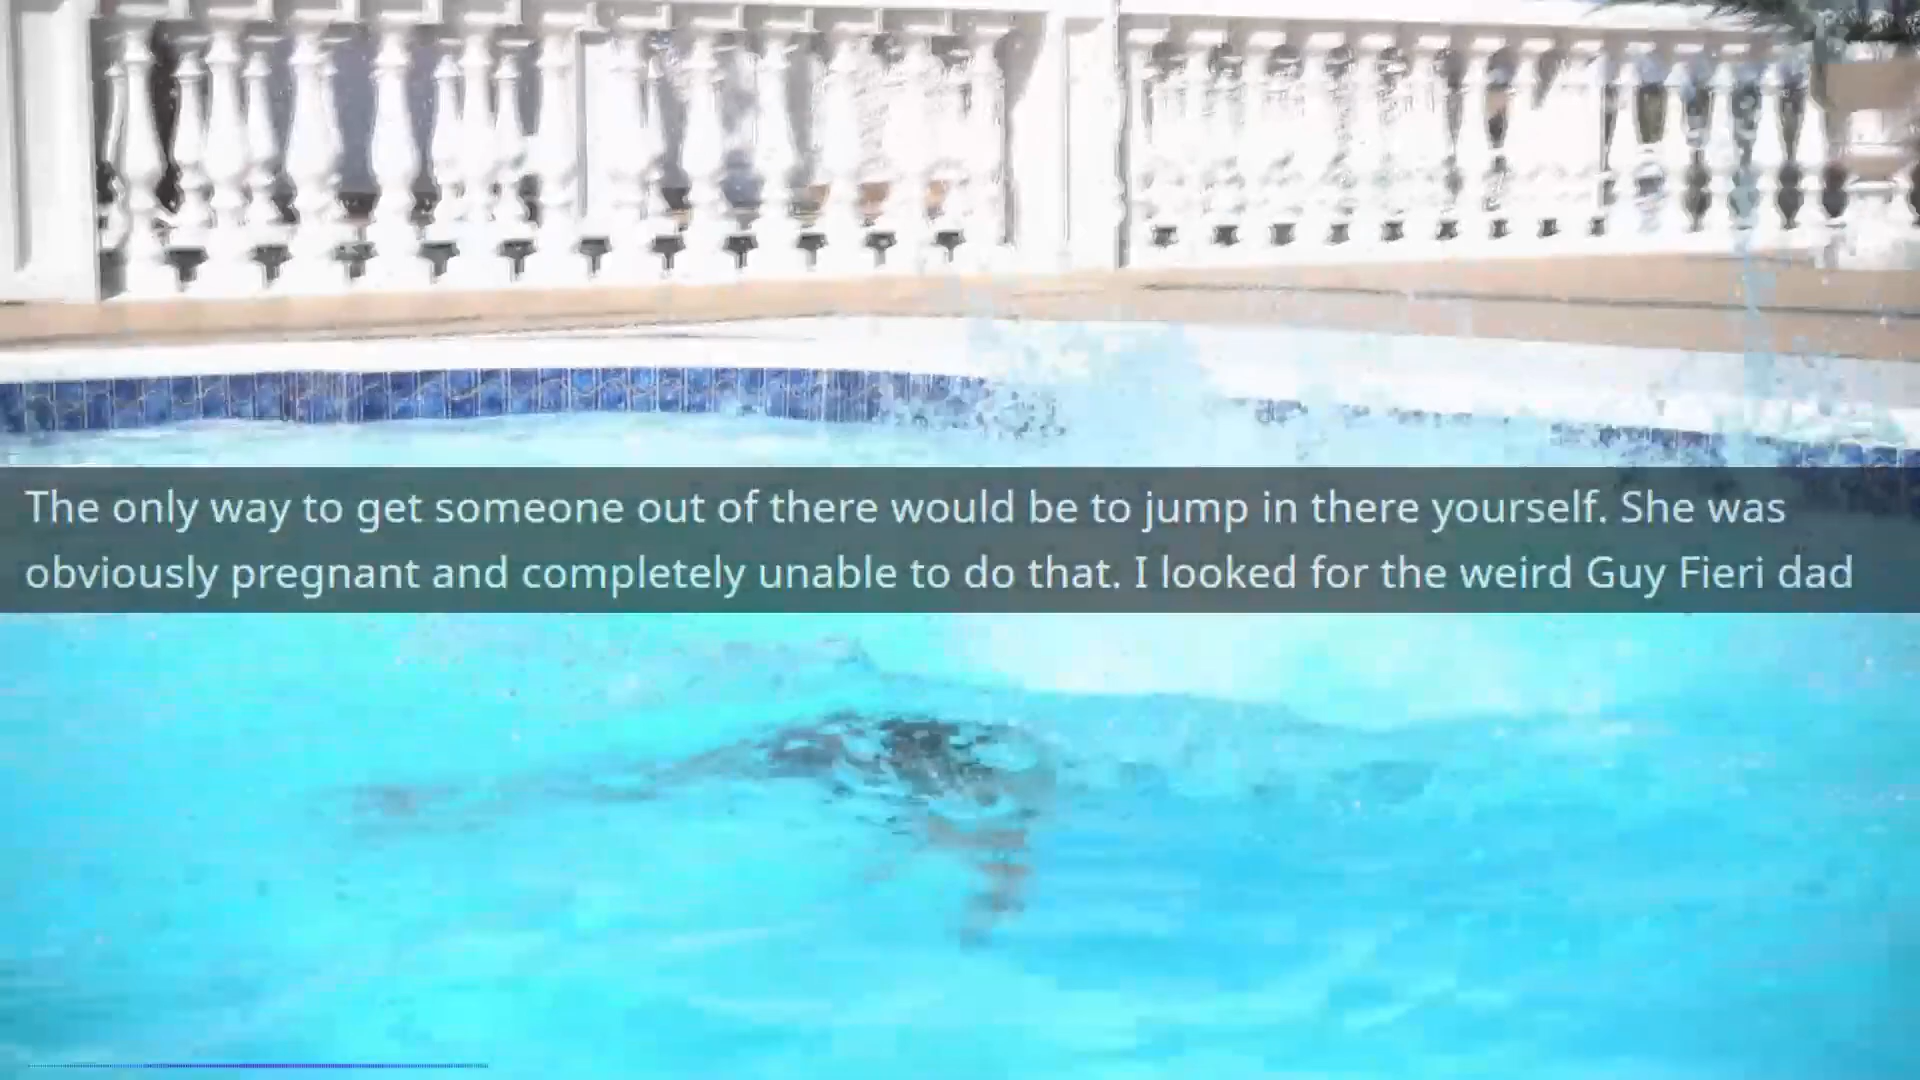 The only way to get someone out of there would be to jump in there yourself. She was
obviously pregnant and completely unable to do that. I looked for the weird Guy Fieri dad